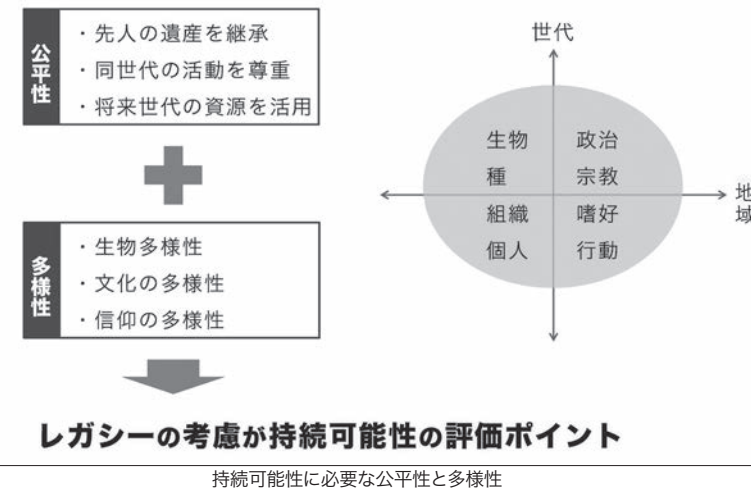 公平性
・先人の遺産を継承
・同世代の活動を尊重
・将来世代の資源を活用
多様性
・生物多様性
・文化の多様性
・信仰の多様性
世代
生物 政治
種 宗教
組織 嗜好
個人 行動
地域
レガシーの考慮が持続可能性の評価ポイント
持続可能性に必要な公平性と多様性